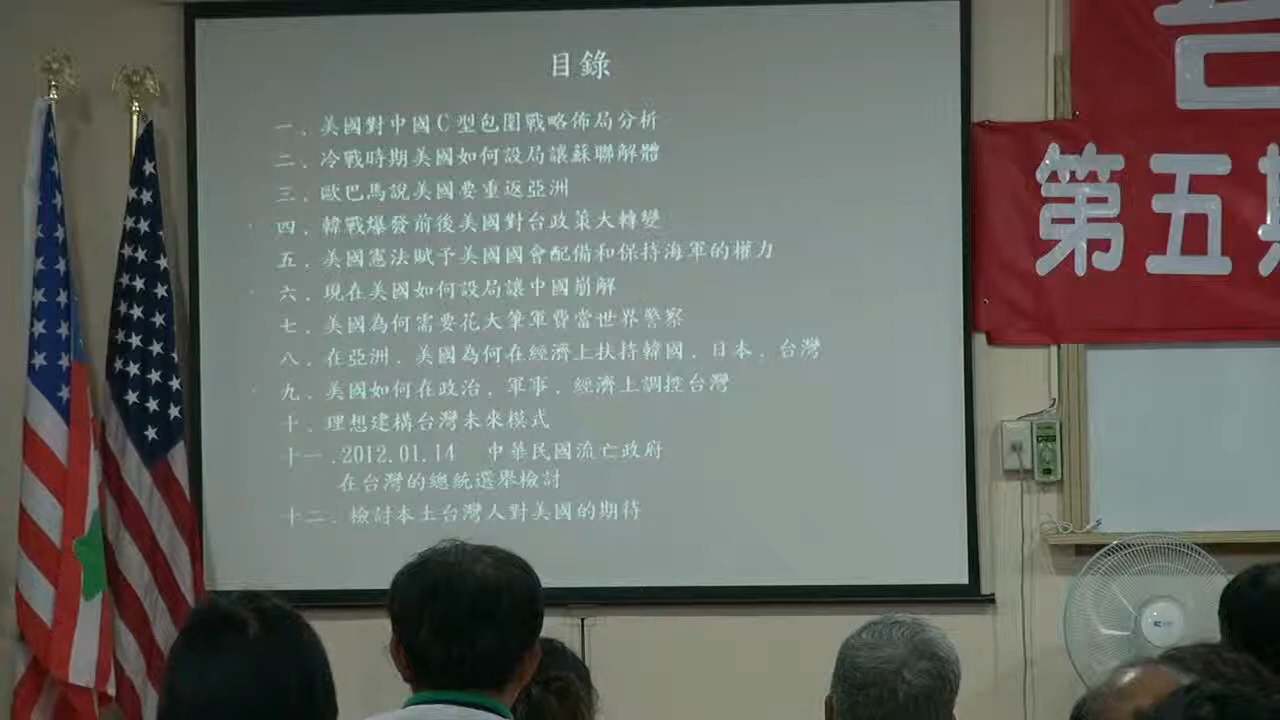 目錄
一．美國對中國C型包圍戰略佈局分析
二．冷戰時期美國如何設局讓蘇聯解體
三．歐巴馬說美國要重返亞洲
四．韓戰爆發前後美國對台政策大轉變
五．美國憲法賦予美國國會配備和保持海軍的權力
六．現在美國如何設局讓中國崩解
七．美國為何需要花大筆軍費當世界警察
八．在亞洲．美國為何在經濟上扶持韓國．日本．台灣
九．美國如何在政治．軍事．經濟上調控台灣
十．理想建構台灣未來模式
十一.2012.01.14 中華民國流亡政府
在台灣的總統選舉檢討
十二．檢討本土台灣人對美國的期待
第五期